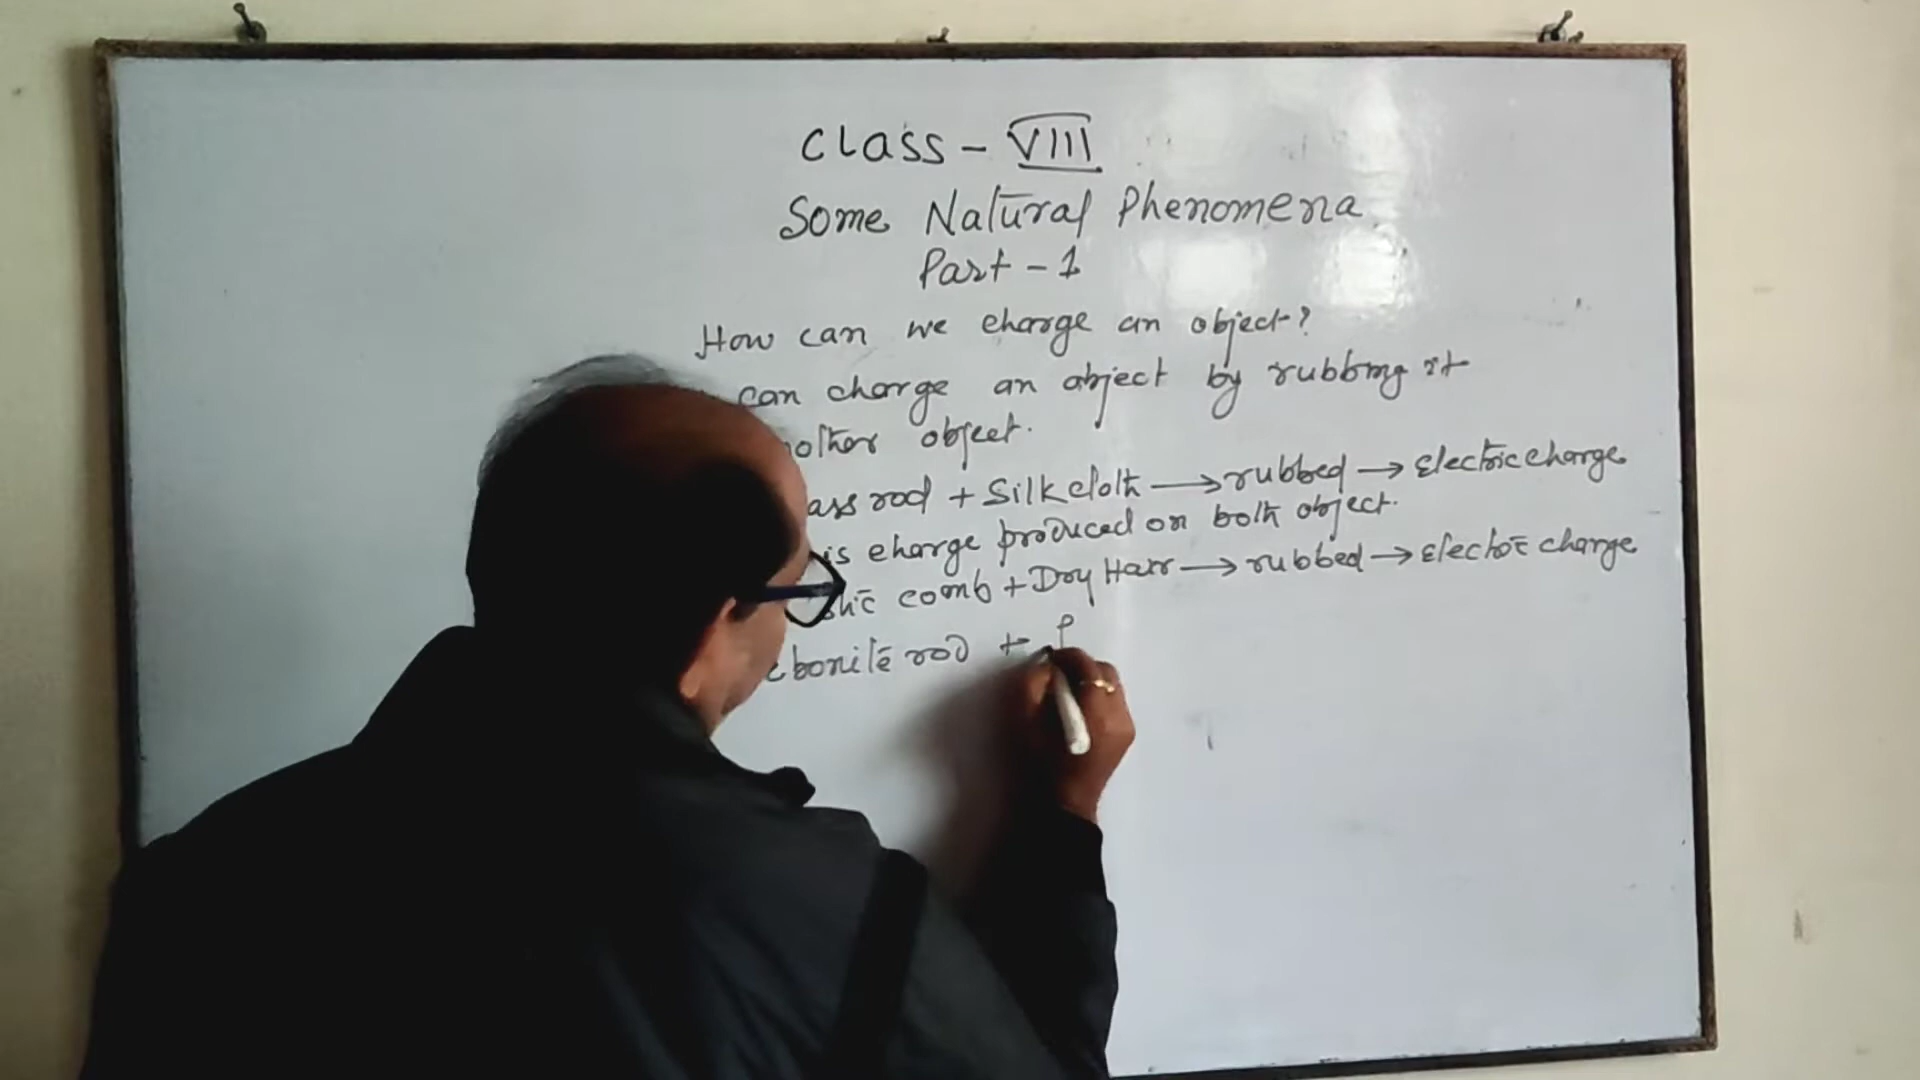 Class - VIII
Some Natural Phenomena
Part - 1
How can we charge an object?
can charge an object by rubbing it
nother object.
ass rod + Silk cloth → rubbed → Electric charge
is charge produced on both object.
stic comb + Dry Hair → rubbed → Electric charge
ebonite rod + f